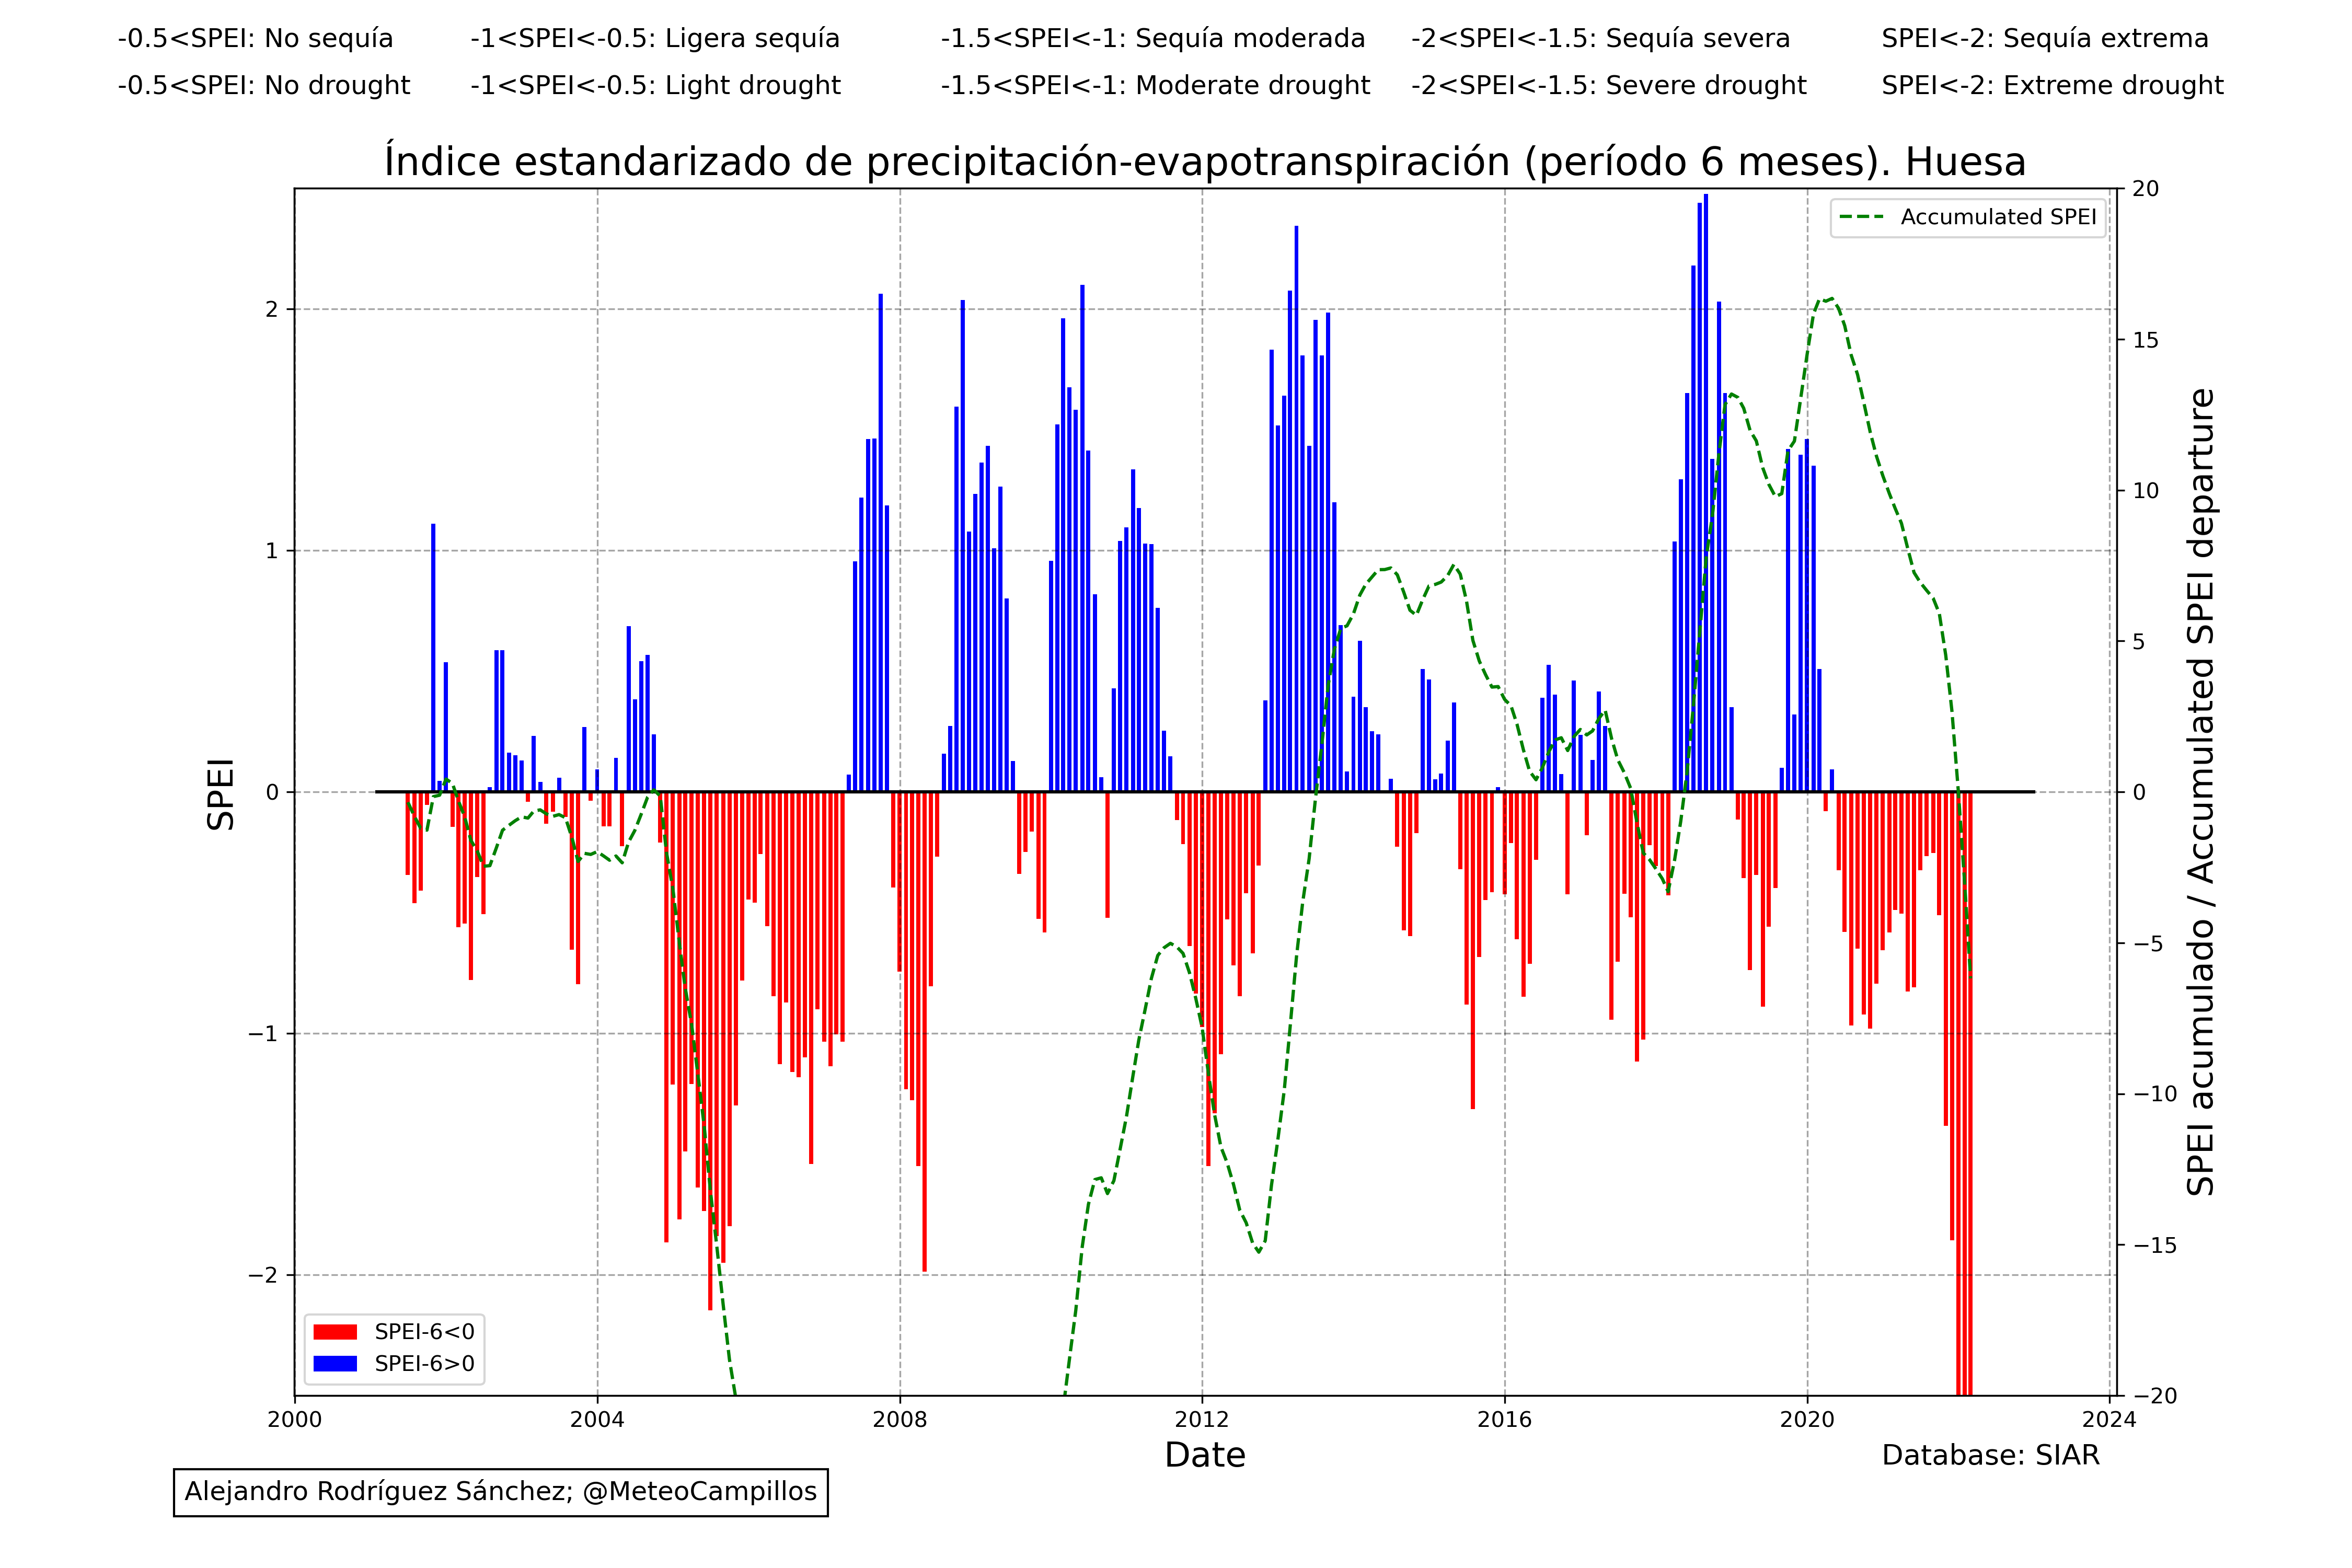 -0.5<SPEI: No sequía -1<SPEI<-0.5: Ligera sequía -1.5<SPEI<-1: Sequía moderada -2<SPEI<-1.5: Sequía severa SPEI<-2: Sequía extrema
-0.5<SPEI: No drought -1<SPEI<-0.5: Light drought -1.5<SPEI<-1: Moderate drought -2<SPEI<-1.5: Severe drought SPEI<-2: Extreme drought
Índice estandarizado de precipitación-evapotranspiración (período 6 meses). Huesa
SPEI
2
1
0
−1
−2
Accumulated SPEI
20
15
10
5
0
−5
−10
−15
−20
SPEI acumulado / Accumulated SPEI departure
SPEI-6<0
SPEI-6>0
2000 2004 2008 2012 2016 2020 2024
Date
Database: SIAR
Alejandro Rodríguez Sánchez; @MeteoCampillos